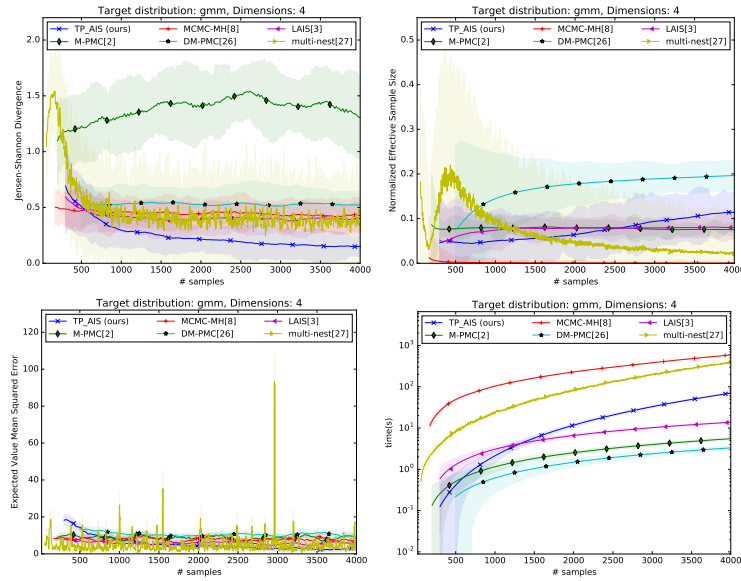 Target distribution: gmm, Dimensions: 4
TP_AIS (ours) MCMC-MH[8] LAIS[3]
M-PMC[2] DM-PMC[26] multi-nest[27]
Jensen-Shannon Divergence
2.0
1.5
1.0
0.5
0.0
500 1000 1500 2000 2500 3000 3500 4000
# samples
Target distribution: gmm, Dimensions: 4
TP_AIS (ours) MCMC-MH[8] LAIS[3]
M-PMC[2] DM-PMC[26] multi-nest[27]
Normalized Effective Sample Size
0.5
0.4
0.3
0.2
0.1
0.0
500 1000 1500 2000 2500 3000 3500 4000
# samples
Target distribution: gmm, Dimensions: 4
TP_AIS (ours) MCMC-MH[8] LAIS[3]
M-PMC[2] DM-PMC[26] multi-nest[27]
Expected Value Mean Squared Error
120
100
80
60
40
20
0
500 1000 1500 2000 2500 3000 3500 4000
# samples
Target distribution: gmm, Dimensions: 4
TP_AIS (ours) MCMC-MH[8] LAIS[3]
M-PMC[2] DM-PMC[26] multi-nest[27]
time(s)
10^3
10^2
10^1
10^0
10^-1
10^-2
500 1000 1500 2000 2500 3000 3500 4000
# samples